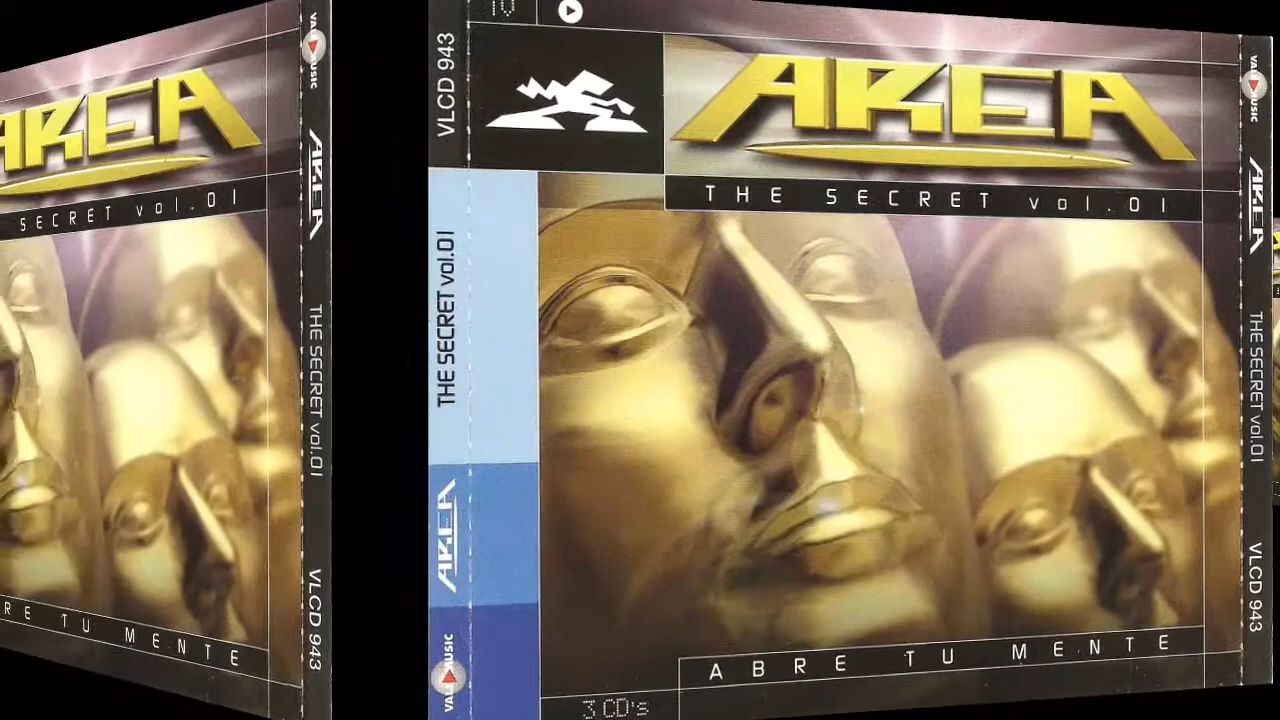 AREA
SECRET vol.01
RE TU MENTE
VALE MUSIC
AREA
THE SECRET vol.01
VLCD 943
VLCD 943
THE SECRET vol.01
AREA
VALE MUSIC
AREA
THE SECRET vol.01
ABRE TU MENTE
3 CD's
VALE MUSIC
AREA
THE SECRET vol.01
VLCD 943